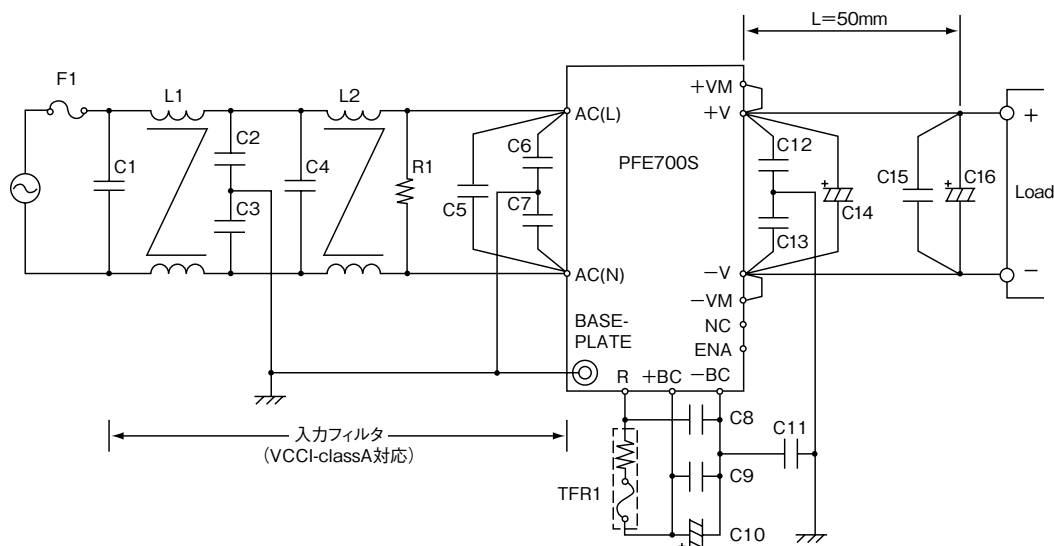 L=50mm
F1
L1
L2
+VM
AC(L)
+V
+
C2
C6
C12
PFE700S
C1
C4
R1
C15
+
C16
+
Load
C5
C14
C3
C7
C13
AC(N)
−V
−
−VM
BASE-
PLATE
NC
ENA
R
+BC
−BC
C8
C11
入力フィルタ
(VCCI-classA対応)
C9
TFR1
C10
+